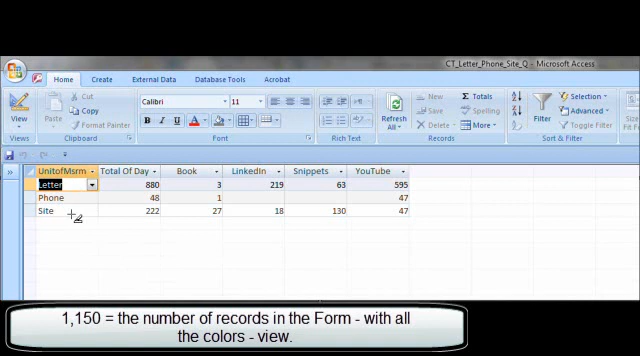 CT_Letter_Phone_Site_Q - Microsoft Access
Home Create External Data Database Tools Acrobat
View
Cut
Copy
Format Painter
Calibri 11
B I U A
Refresh
All
New
Save
Delete
Σ Totals
Spelling
More
Filter
Selection
Advanced
Toggle Filter
Size
Views Clipboard Font Rich Text Records Sort & Filter
UnitofMsrm Total Of Day Book LinkedIn Snippets YouTube
Letter 880 3 219 63 595
Phone 48 1 47
Site 222 27 18 130 47
1,150 = the number of records in the Form - with all
the colors - view.